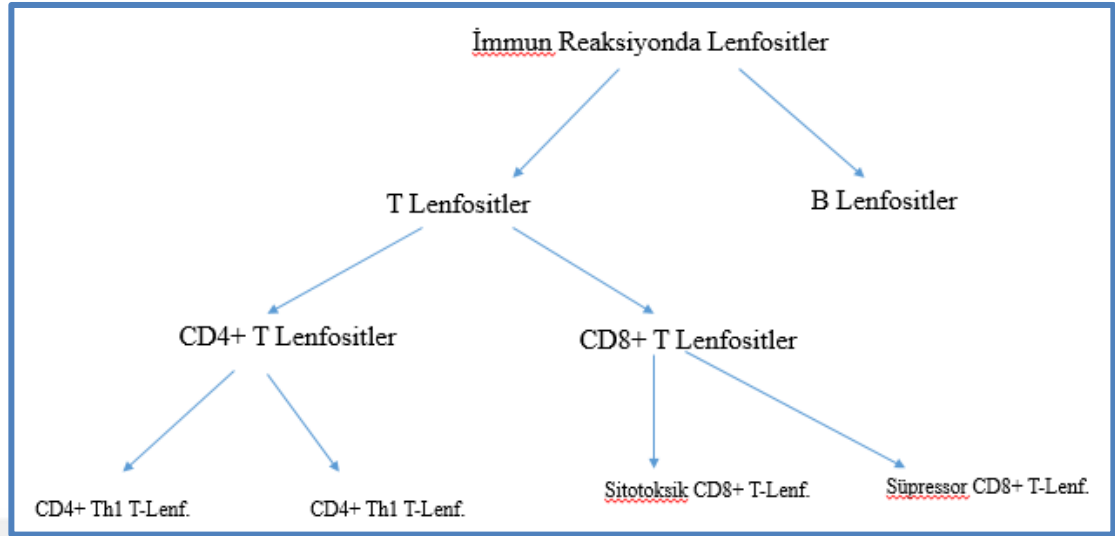 İmmun Reaksiyonda Lenfositler
T Lenfositler
B Lenfositler
CD4+ T Lenfositler
CD8+ T Lenfositler
CD4+ Th1 T-Lenf.
CD4+ Th1 T-Lenf.
Sitotoksik CD8+ T-Lenf.
Süpressor CD8+ T-Lenf.